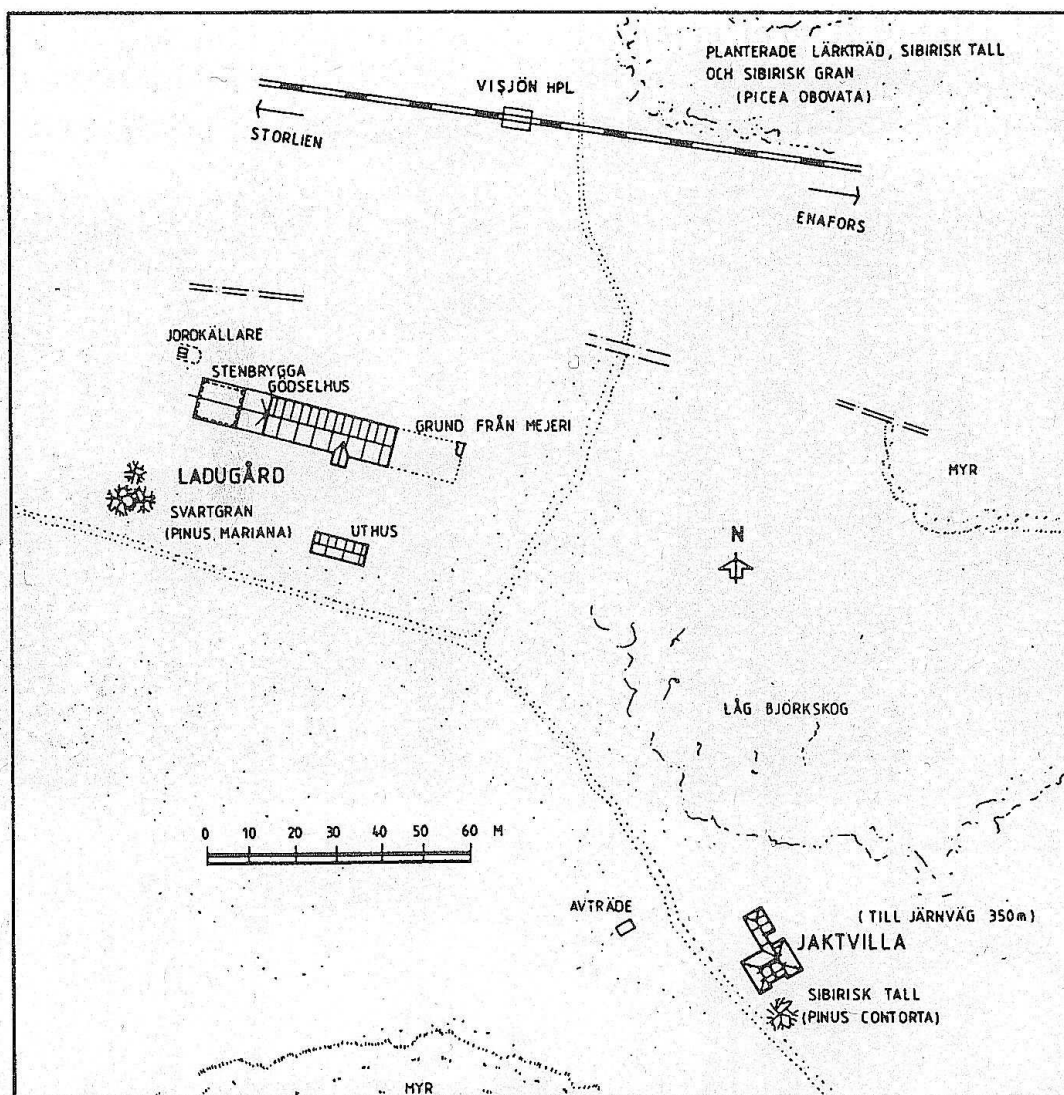 PLANTERADE LÄRKTRÄD, SIBIRISK TALL
OCH SIBIRISK GRAN
(PICEA OBOVATA)
VISJÖN HPL
STORLIEN
ENAFORS
JORDKÄLLARE
STENBRYGGA
GÖDSELHUS
GRUND FRÅN MEJERI
MYR
LADUGÅRD
SVARTGRAN
(PINUS MARIANA)
UTHUS
N
LÅG BJÖRKSKOG
0 10 20 30 40 50 60 M
AVTRÄDE
(TILL JÄRNVÄG 350m)
JAKTVILLA
SIBIRISK TALL
(PINUS CONTORTA)
MYR